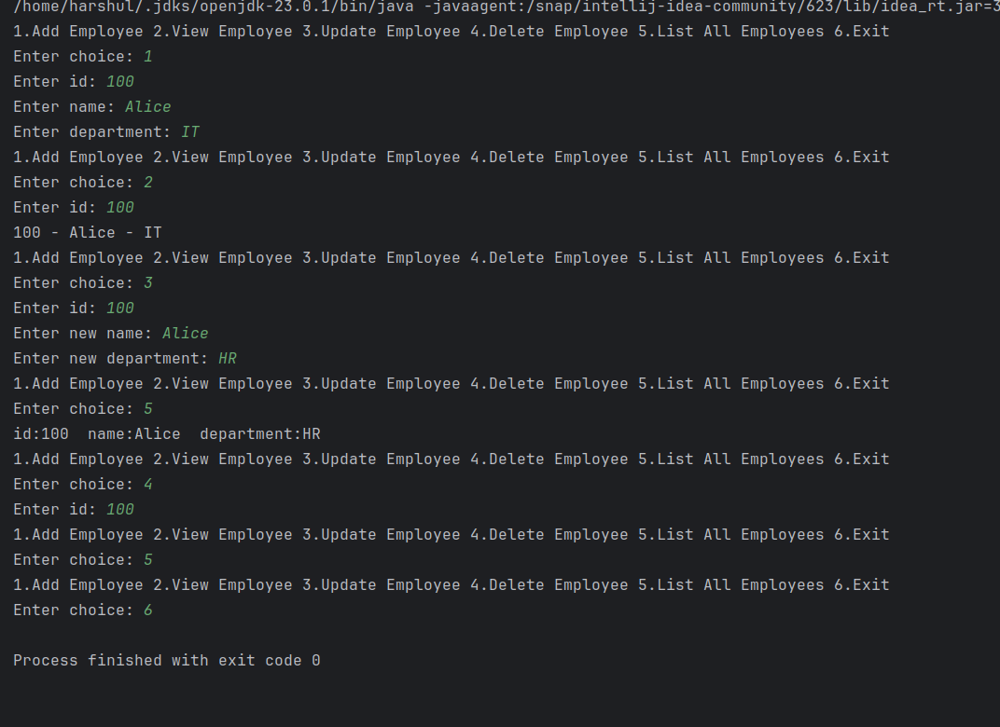 /home/harshul/.jdks/openjdk-23.0.1/bin/java -javaagent:/snap/intellij-idea-community/623/lib/idea_rt.jar=3
1.Add Employee 2.View Employee 3.Update Employee 4.Delete Employee 5.List All Employees 6.Exit
Enter choice: 1
Enter id: 100
Enter name: Alice
Enter department: IT
1.Add Employee 2.View Employee 3.Update Employee 4.Delete Employee 5.List All Employees 6.Exit
Enter choice: 2
Enter id: 100
100 - Alice - IT
1.Add Employee 2.View Employee 3.Update Employee 4.Delete Employee 5.List All Employees 6.Exit
Enter choice: 3
Enter id: 100
Enter new name: Alice
Enter new department: HR
1.Add Employee 2.View Employee 3.Update Employee 4.Delete Employee 5.List All Employees 6.Exit
Enter choice: 5
id:100  name:Alice  department:HR
1.Add Employee 2.View Employee 3.Update Employee 4.Delete Employee 5.List All Employees 6.Exit
Enter choice: 4
Enter id: 100
1.Add Employee 2.View Employee 3.Update Employee 4.Delete Employee 5.List All Employees 6.Exit
Enter choice: 5
1.Add Employee 2.View Employee 3.Update Employee 4.Delete Employee 5.List All Employees 6.Exit
Enter choice: 6
Process finished with exit code 0